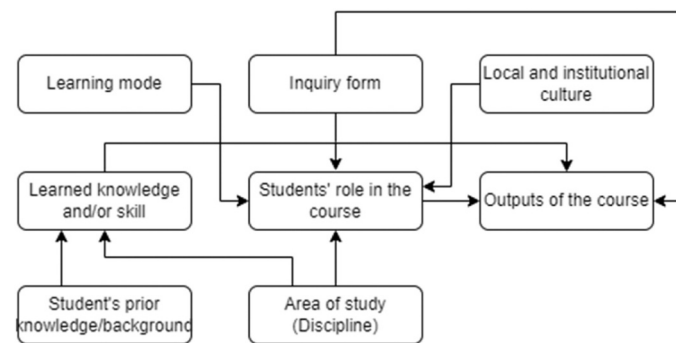 Learning mode
Inquiry form
Local and institutional
culture
Learned knowledge
and/or skill
Students' role in the
course
Outputs of the course
Student's prior
knowledge/background
Area of study
(Discipline)